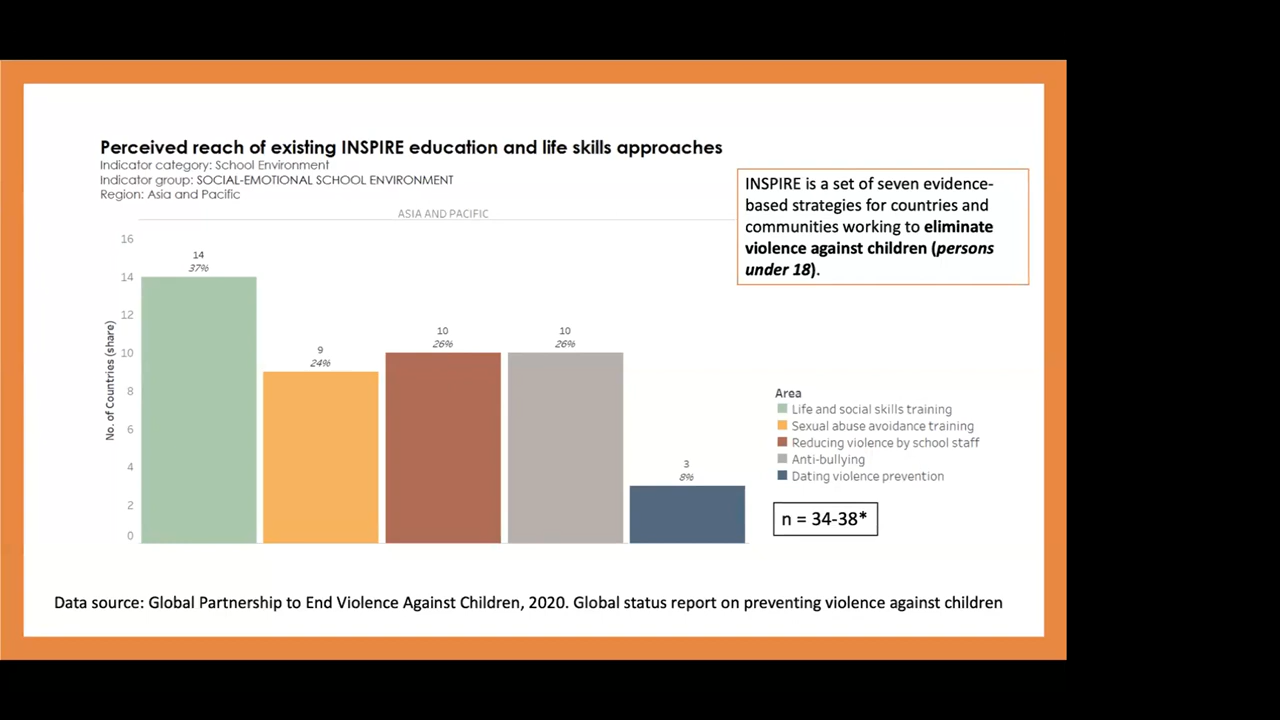 Perceived reach of existing INSPIRE education and life skills approaches
Indicator category: School Environment
Indicator group: SOCIAL-EMOTIONAL SCHOOL ENVIRONMENT
Region: Asia and Pacific
INSPIRE is a set of seven evidence-
based strategies for countries and
communities working to eliminate
violence against children (persons
under 18).
ASIA AND PACIFIC
No. of Countries (share)
16
14
12
10
8
6
4
2
0
14
37%
9
24%
10
26%
10
26%
3
8%
Area
Life and social skills training
Sexual abuse avoidance training
Reducing violence by school staff
Anti-bullying
Dating violence prevention
n = 34-38*
Data source: Global Partnership to End Violence Against Children, 2020. Global status report on preventing violence against children